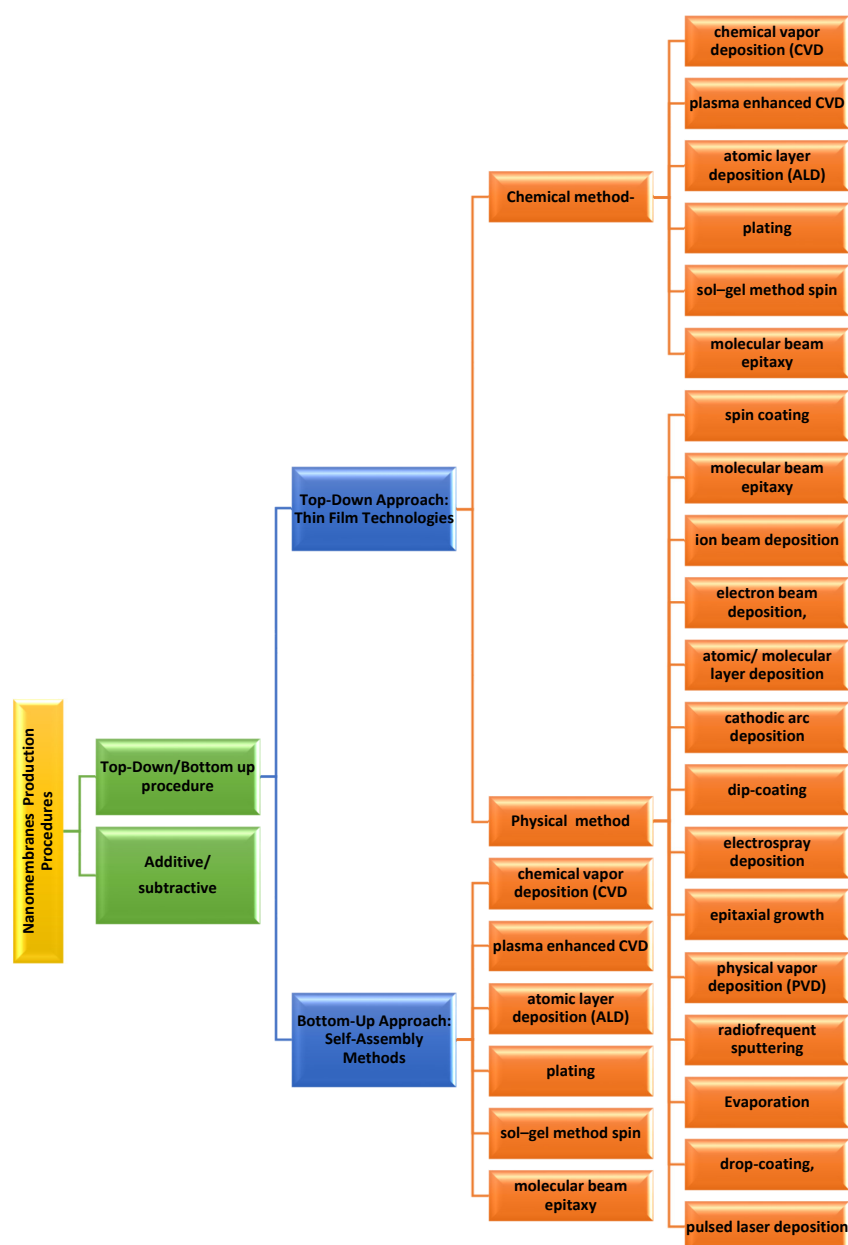 Nanomembranes Production
Procedures
Top-Down/Bottom up
procedure
Additive/
subtractive
Top-Down Approach:
Thin Film Technologies
Bottom-Up Approach:
Self-Assembly
Methods
Chemical method-
Physical method
chemical vapor
deposition (CVD
plasma enhanced CVD
atomic layer
deposition (ALD)
plating
sol–gel method spin
molecular beam
epitaxy
chemical vapor
deposition (CVD
plasma enhanced CVD
atomic layer
deposition (ALD)
plating
sol–gel method spin
molecular beam
epitaxy
spin coating
molecular beam
epitaxy
ion beam deposition
electron beam
deposition,
atomic/ molecular
layer deposition
cathodic arc
deposition
dip-coating
electrospray
deposition
epitaxial growth
physical vapor
deposition (PVD)
radiofrequent
sputtering
Evaporation
drop-coating,
pulsed laser deposition